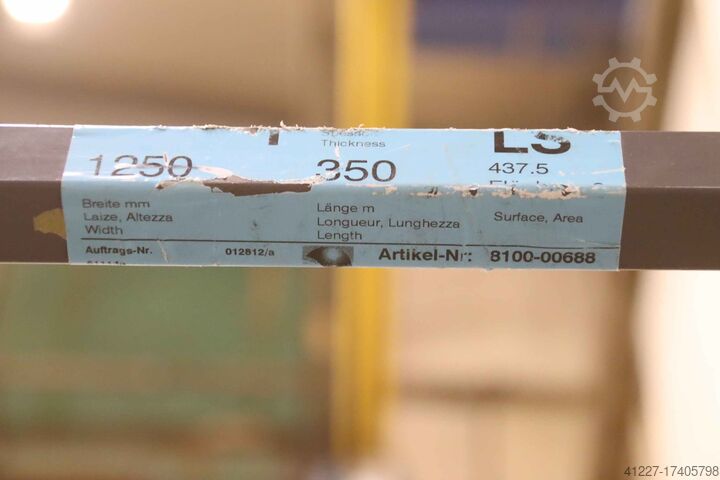 Thickness
LS
1250
350
437.5
Breite mm
Laize, Altezza
Width
Länge m
Longueur, Lunghezza
Length
Surface, Area
Auftrags-Nr.
012812/a
Artikel-Nr:
8100-00688
41227-17405798